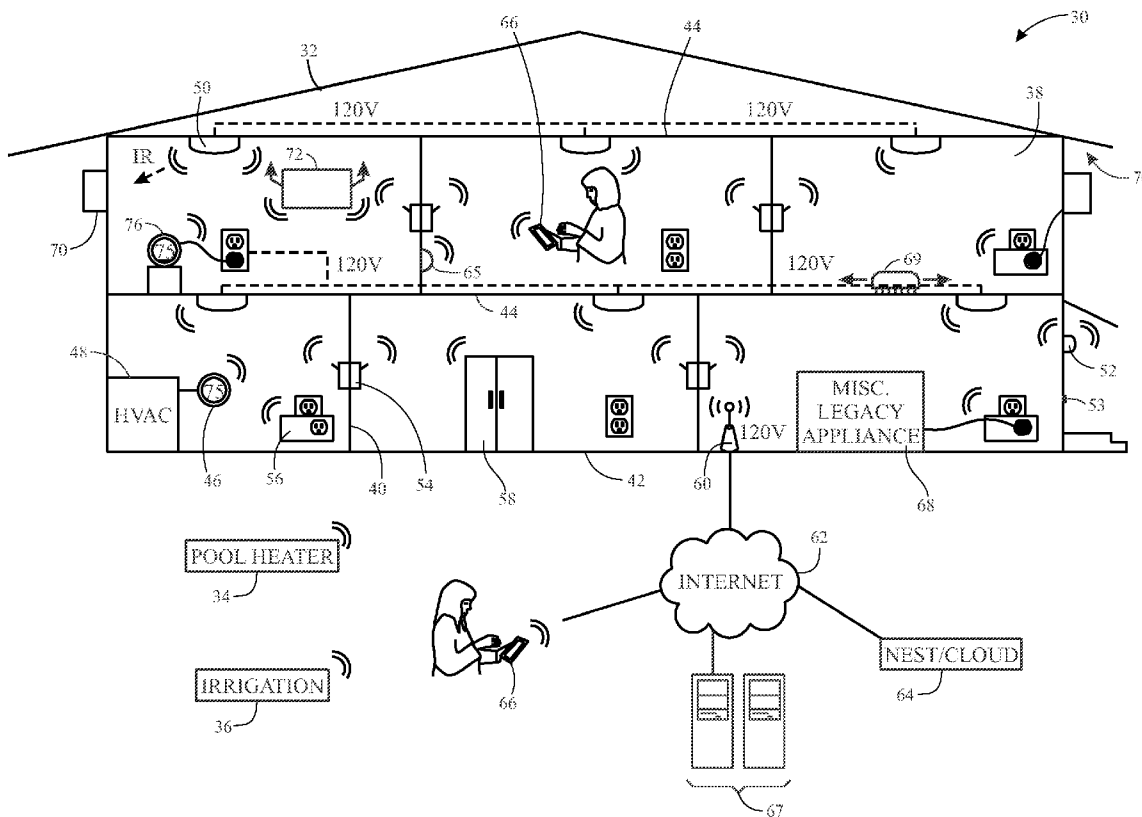 66
44
30
32
50
120V
120V
38
IR
72
7
76
70
75
120V
65
120V
69
44
48
HVAC
75
46
56
40
54
58
42
60
120V
MISC.
LEGACY
APPLIANCE
68
52
53
POOL HEATER
34
62
INTERNET
IRRIGATION
36
66
NEST/CLOUD
64
67